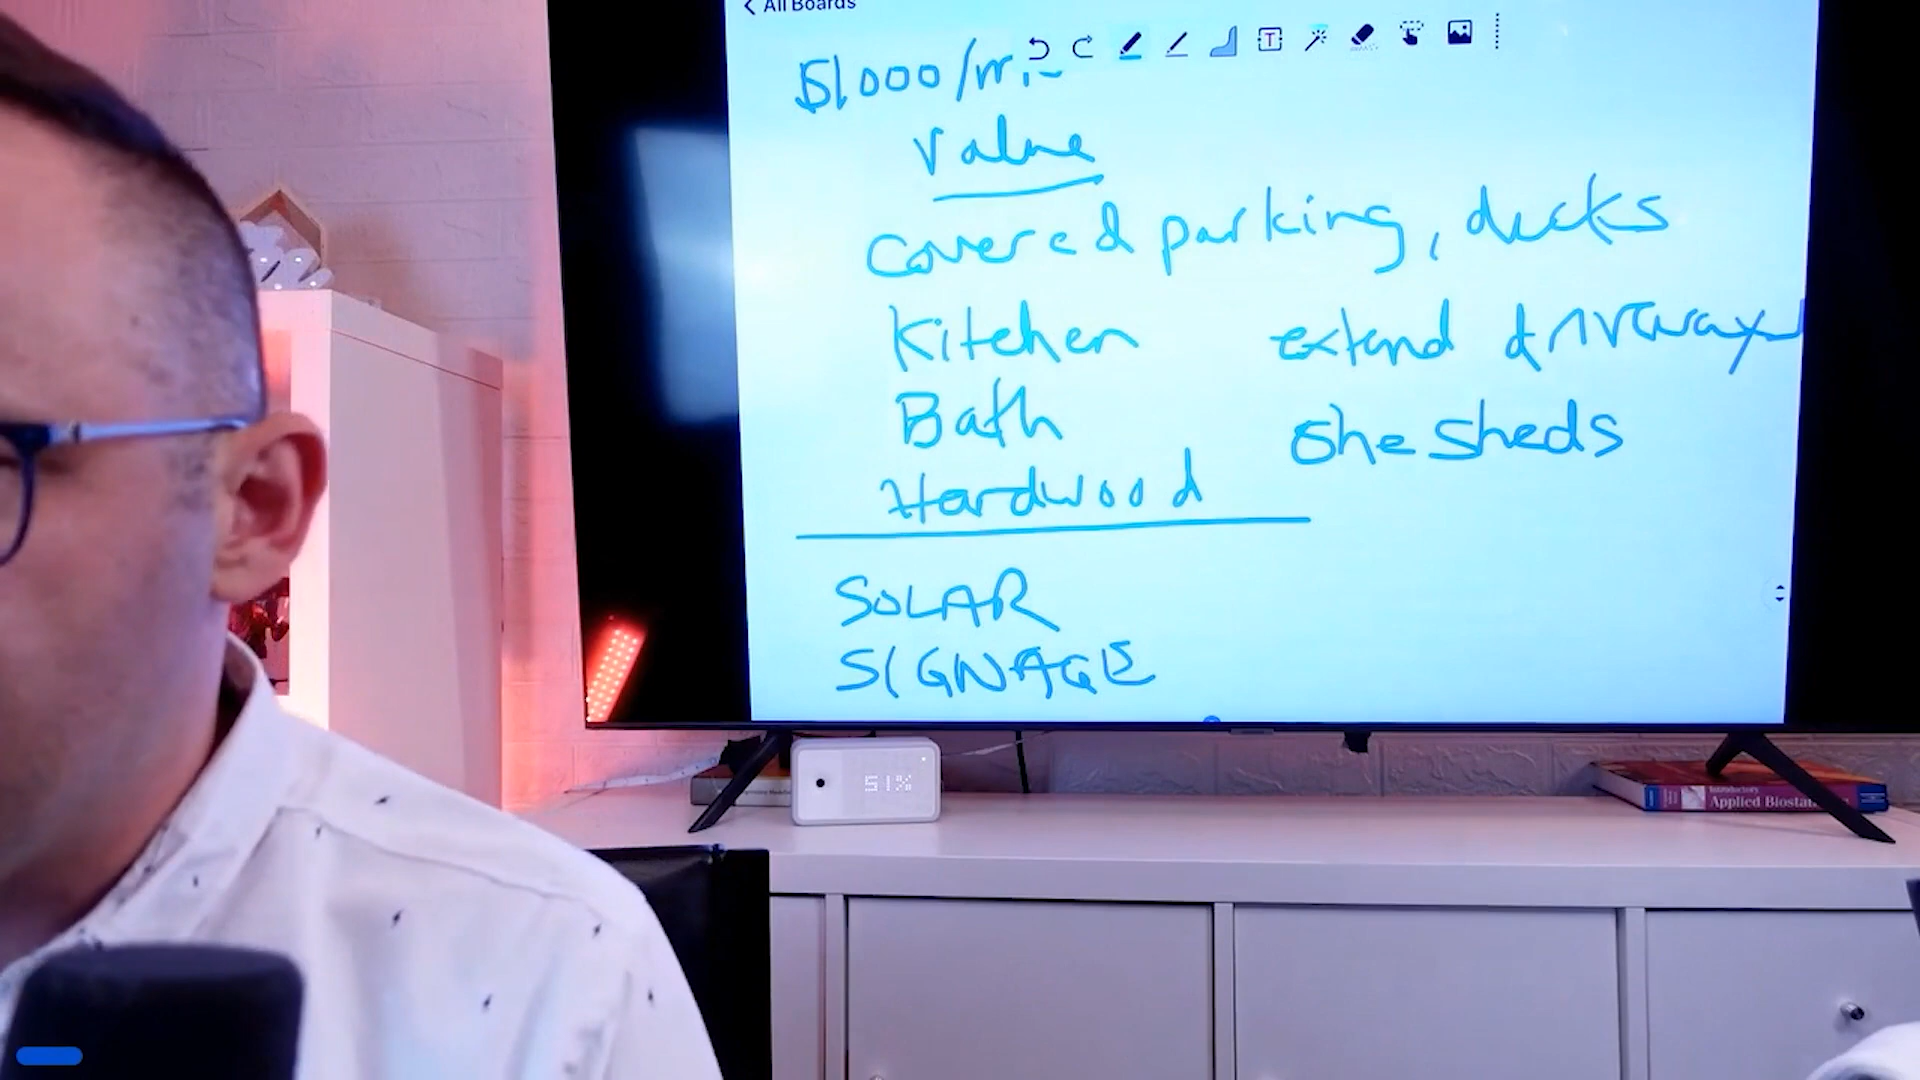 All Boards
$1000/m
Value
covered parking, decks
Kitchen extend driveway
Bath She Sheds
Hardwood
SOLAR
SIGNAGE
51%
Introductory
Applied Biostat